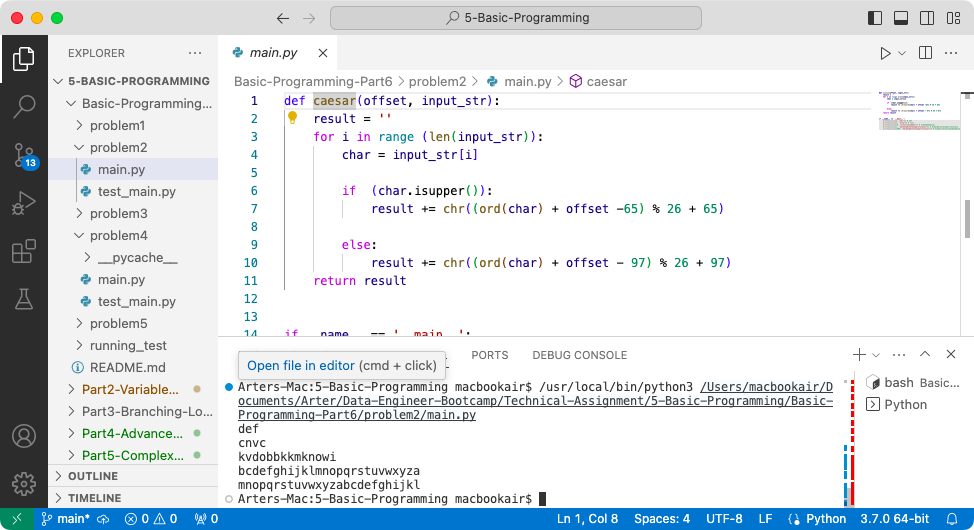 5-Basic-Programming
EXPLORER
main.py
5-BASIC-PROGRAMMING
Basic-Programming...
problem1
problem2
main.py
test_main.py
problem3
problem4
__pycache__
main.py
test_main.py
problem5
running_test
README.md
Part2-Variable...
Part3-Branching-Lo...
Part4-Advance...
Part5-Complex...
OUTLINE
TIMELINE
13
Basic-Programming-Part6 > problem2 > main.py > caesar
1 def caesar(offset, input_str):
2 result = ''
3 for i in range (len(input_str)):
4 char = input_str[i]
5
6 if (char.isupper()):
7 result += chr((ord(char) + offset -65) % 26 + 65)
8
9 else:
10 result += chr((ord(char) + offset - 97) % 26 + 97)
11 return result
12
13
14 if __name__ == '__main__':
PORTS
DEBUG CONSOLE
Open file in editor (cmd + click)
Arters-Mac:5-Basic-Programming macbookair$ /usr/local/bin/python3 /Users/macbookair/D
ocuments/Arter/Data-Engineer-Bootcamp/Technical-Assignment/5-Basic-Programming/Basic-
Programming-Part6/problem2/main.py
def
cnvc
kvdobbkkmknowi
bcdefghijklmnopqrstuvwxyza
mnopqrstuvwxyzabcdefghijkl
Arters-Mac:5-Basic-Programming macbookair$
bash Basic...
Python
main* 0 0 0 Ln 1, Col 8 Spaces: 4 UTF-8 LF Python 3.7.0 64-bit